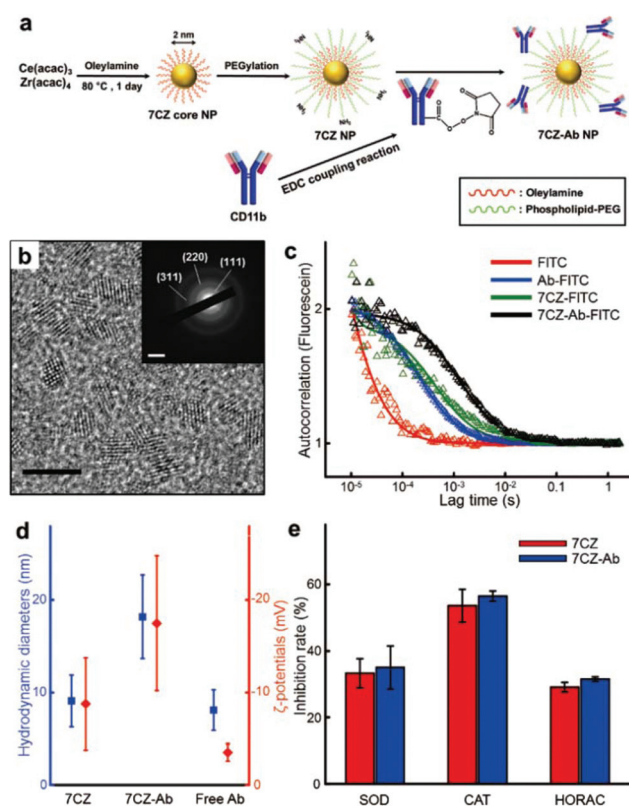 a
2 nm
Ce(acac)3
Zr(acac)4
Oleylamine
80 °C , 1 day
7CZ core NP
PEGylation
NH2
NH2
NH2
NH2
7CZ NP
7CZ-Ab NP
EDC coupling reaction
CD11b
: Oleylamine
: Phospholipid-PEG
b
(311)
(220)
(111)
c
Autocorrelation (Fluorescein)
2
1
FITC
Ab-FITC
7CZ-FITC
7CZ-Ab-FITC
10-5 10-4 10-3 10-2 0.1 1
Lag time (s)
d
Hydrodynamic diameters (nm)
20
10
0
-20
-10
0
ζ-potentials (mV)
7CZ 7CZ-Ab Free Ab
e
Inhibition rate (%)
60
40
20
0
7CZ
7CZ-Ab
SOD CAT HORAC